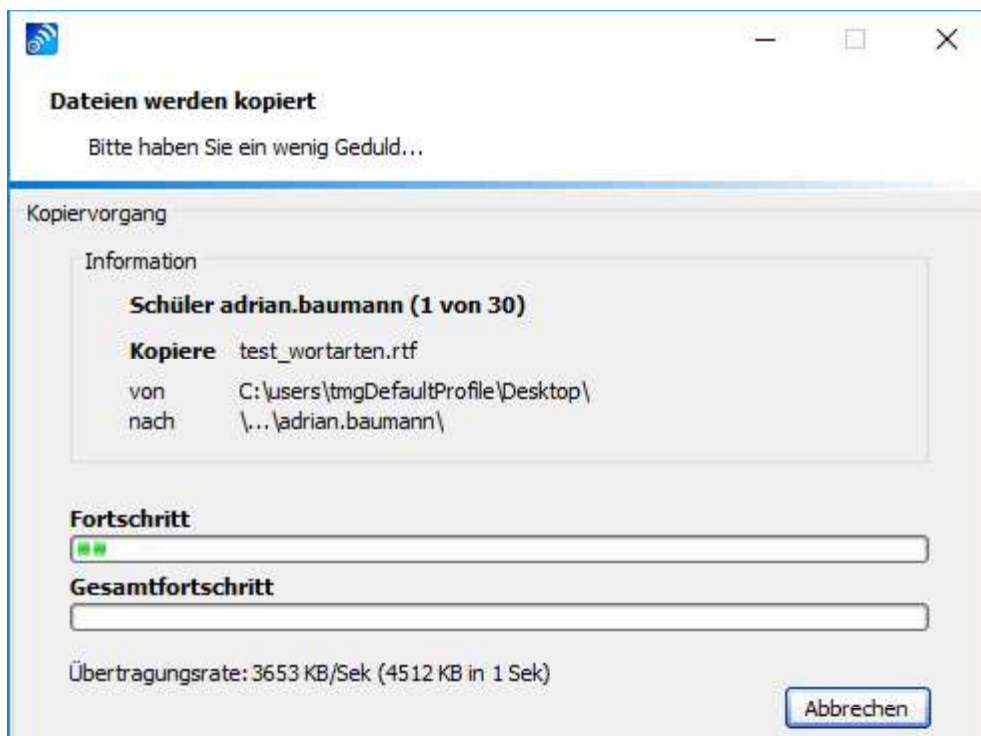 Dateien werden kopiert
Bitte haben Sie ein wenig Geduld...
Kopiervorgang
Information
Schüler adrian.baumann (1 von 30)
Kopiere test_wortarten.rtf
von C:\users\tmgDefaultProfile\Desktop\
nach \...\adrian.baumann\
Fortschritt
Gesamtfortschritt
Übertragungsrate: 3653 KB/Sek (4512 KB in 1 Sek)
Abbrechen